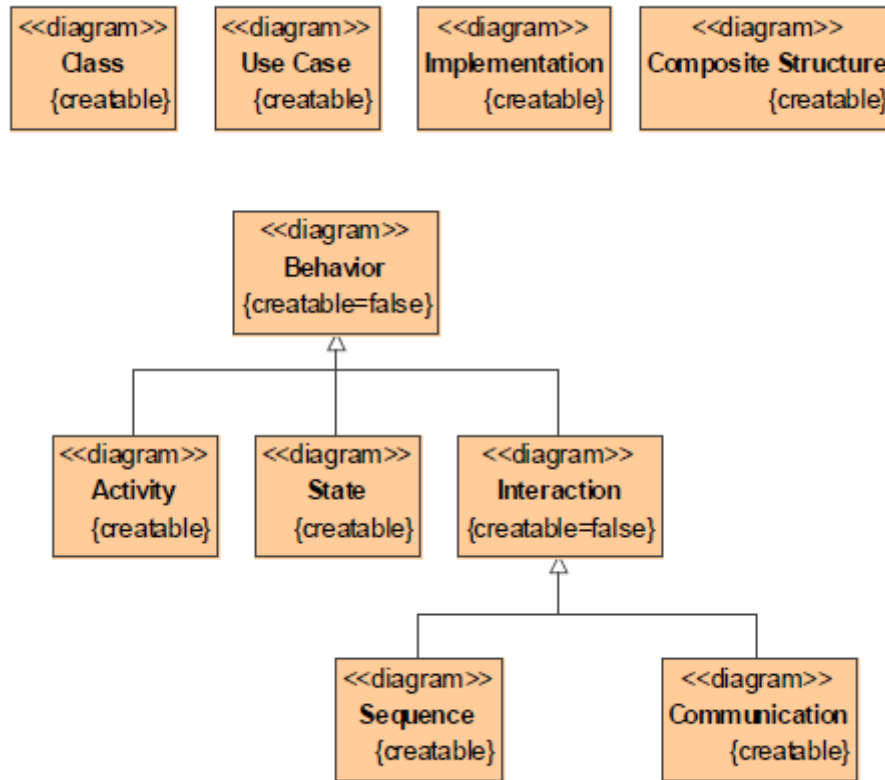 <<diagram>>
Class
{creatable}
<<diagram>>
Use Case
{creatable}
<<diagram>>
Implementation
{creatable}
<<diagram>>
Composite Structure
{creatable}
<<diagram>>
Behavior
{creatable=false}
<<diagram>>
Activity
{creatable}
<<diagram>>
State
{creatable}
<<diagram>>
Interaction
{creatable=false}
<<diagram>>
Sequence
{creatable}
<<diagram>>
Communication
{creatable}